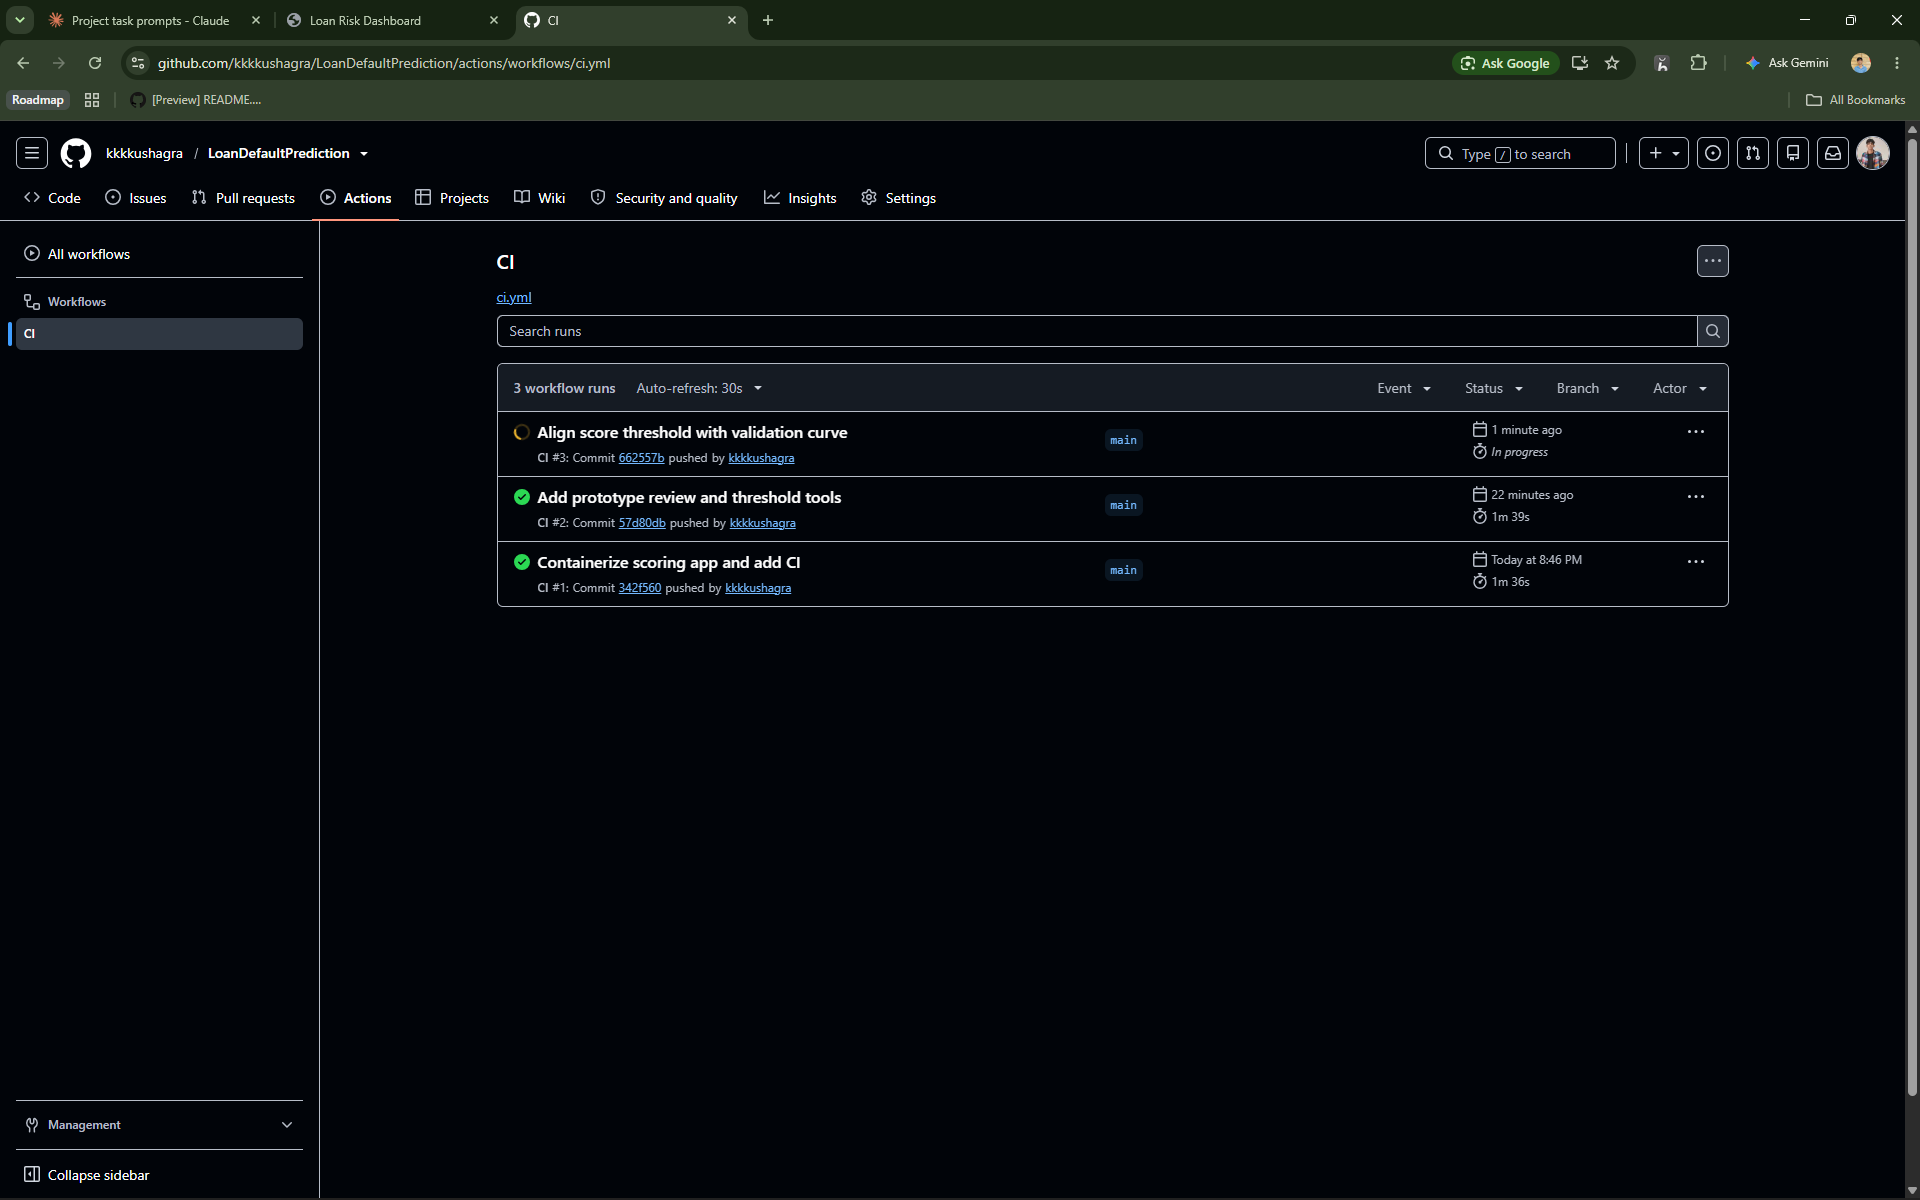 Project task prompts - Claude
Loan Risk Dashboard
CI
github.com/kkkkushagra/LoanDefaultPrediction/actions/workflows/ci.yml
Ask Google
Ask Gemini
Roadmap
[Preview] README....
All Bookmarks
kkkkushagra / LoanDefaultPrediction
Type / to search
Code
Issues
Pull requests
Actions
Projects
Wiki
Security and quality
Insights
Settings
All workflows
Workflows
CI
Management
Collapse sidebar
CI
ci.yml
Search runs
3 workflow runs
Auto-refresh: 30s
Event
Status
Branch
Actor
Align score threshold with validation curve
CI #3: Commit 662557b pushed by kkkkushagra
main
1 minute ago
In progress
Add prototype review and threshold tools
CI #2: Commit 57d80db pushed by kkkkushagra
main
22 minutes ago
1m 39s
Containerize scoring app and add CI
CI #1: Commit 342f560 pushed by kkkkushagra
main
Today at 8:46 PM
1m 36s